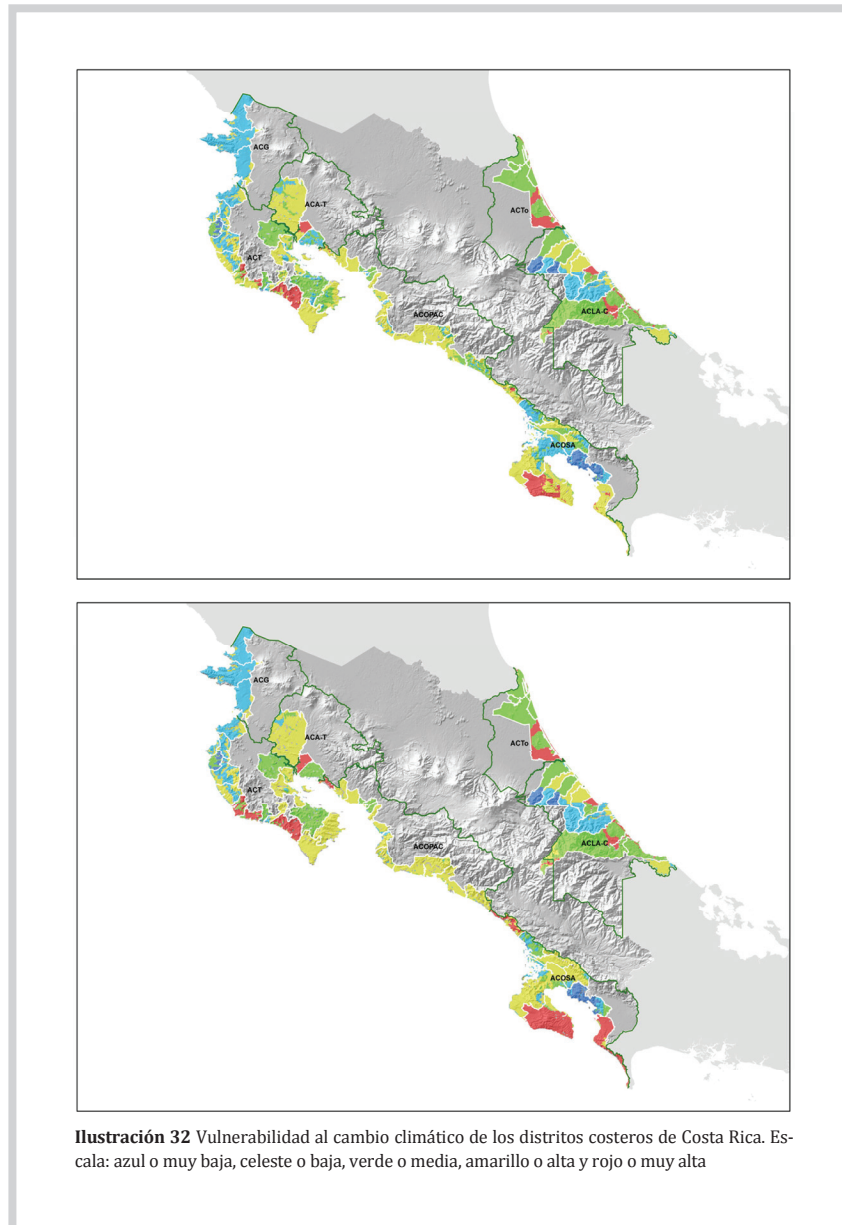 ACG
ACA-T
ACTo
ACT
ACOPAC
ACLA-C
ACOSA
ACG
ACA-T
ACTo
ACT
ACOPAC
ACLA-C
ACOSA
Ilustración 32 Vulnerabilidad al cambio climático de los distritos costeros de Costa Rica. Es-
cala: azul o muy baja, celeste o baja, verde o media, amarillo o alta y rojo o muy alta